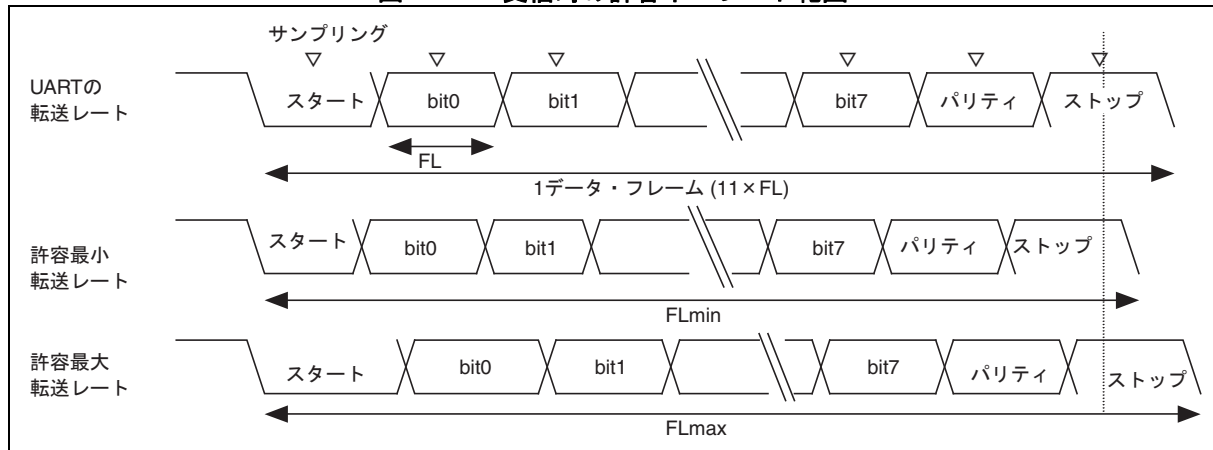 サンプリング
▽ ▽ ▽ ▽ ▽ ▽
UARTの
転送レート
スタート bit0 bit1 bit7 パリティ ストップ
FL
1データ・フレーム (11×FL)
許容最小
転送レート
スタート bit0 bit1 bit7 パリティ ストップ
FLmin
許容最大
転送レート
スタート bit0 bit1 bit7 パリティ ストップ
FLmax